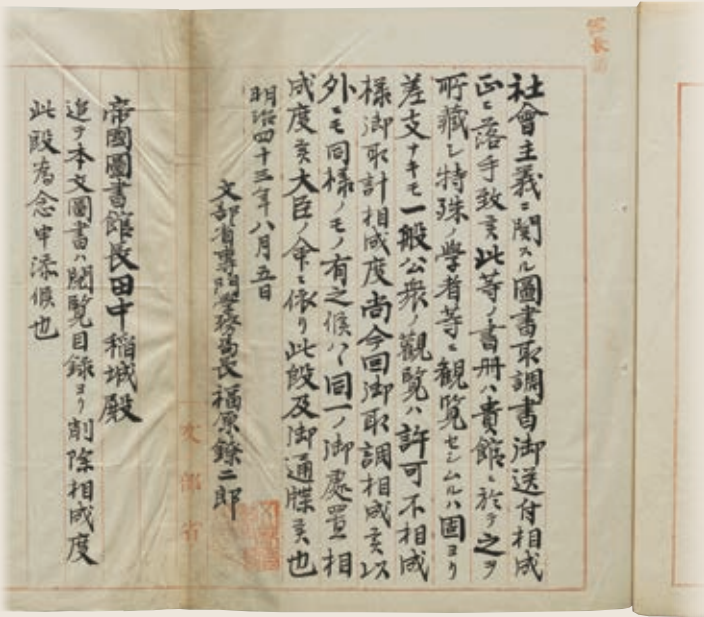 社會主義ニ関スル圖書取調書御送付相成
正ニ落手致候此等ノ書册ハ貴館ニ於テ之ヲ
所藏シ特殊ノ学者等ニ観覧セシムルハ固ヨリ
差支ナキモ一般公衆ノ観覧ハ許可不相成
様御取計相成度尚今回御取調相成候以
外ニモ同様ノモノ有之候ハヽ同一ノ御處置相
成度候大臣ノ命ニ依リ此段及御通牒候也
明治四十三年八月五日
文部省専門学務局長福原鐐二郎
文部省
帝國圖書館長田中稲城殿
追テ本文圖書ハ閲覧目録ヨリ削除相成度
此段為念申添候也